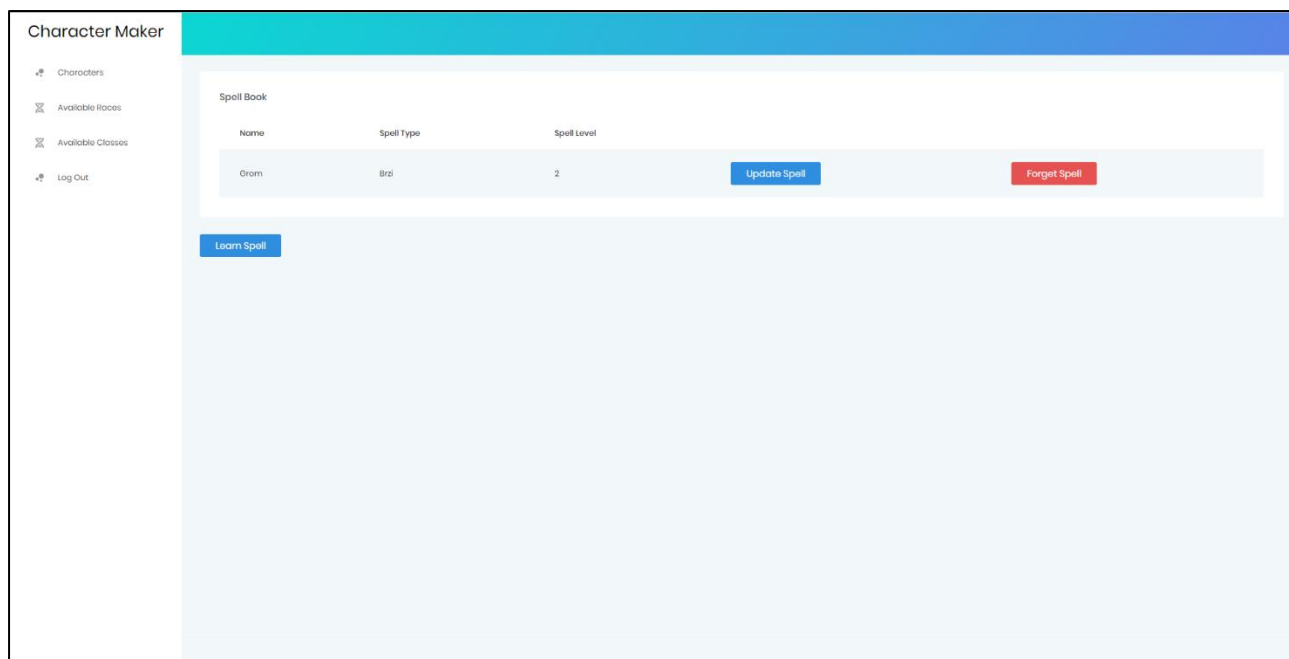 Character Maker
Characters
Available Races
Available Classes
Log Out
Spell Book
Name Spell Type Spell Level
Grom Brzi 2 Update Spell Forget Spell
Learn Spell